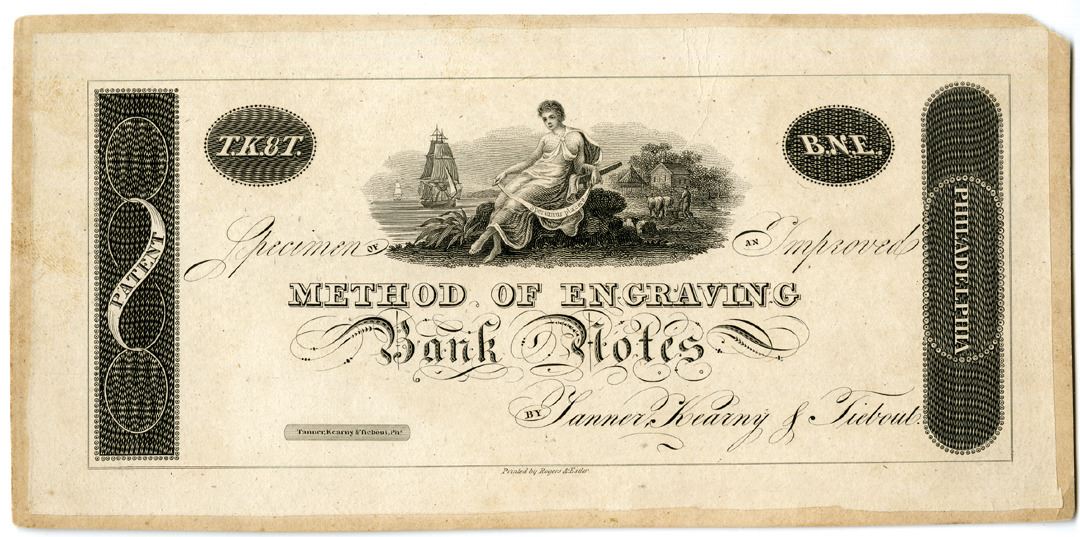 T.K&T.
B.N.E.
PATENT
PHILADELPHIA
Specimen OF AN Improved
METHOD OF ENGRAVING
Bank Notes
BY Tanner, Kearny & Tiebout.
Tanner, Kearny & Tiebout, Pha.
Printed by Rogers & Esler